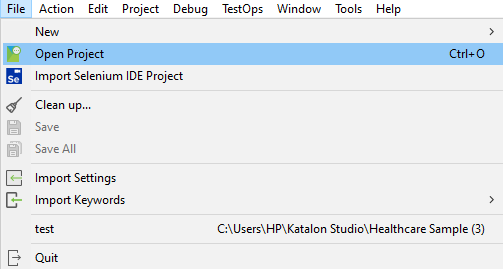 File Action Edit Project Debug TestOps Window Tools Help
New
Open Project Ctrl+O
Se Import Selenium IDE Project
Clean up...
Save
Save All
Import Settings
Import Keywords
test C:\Users\HP\Katalon Studio\Healthcare Sample (3)
Quit